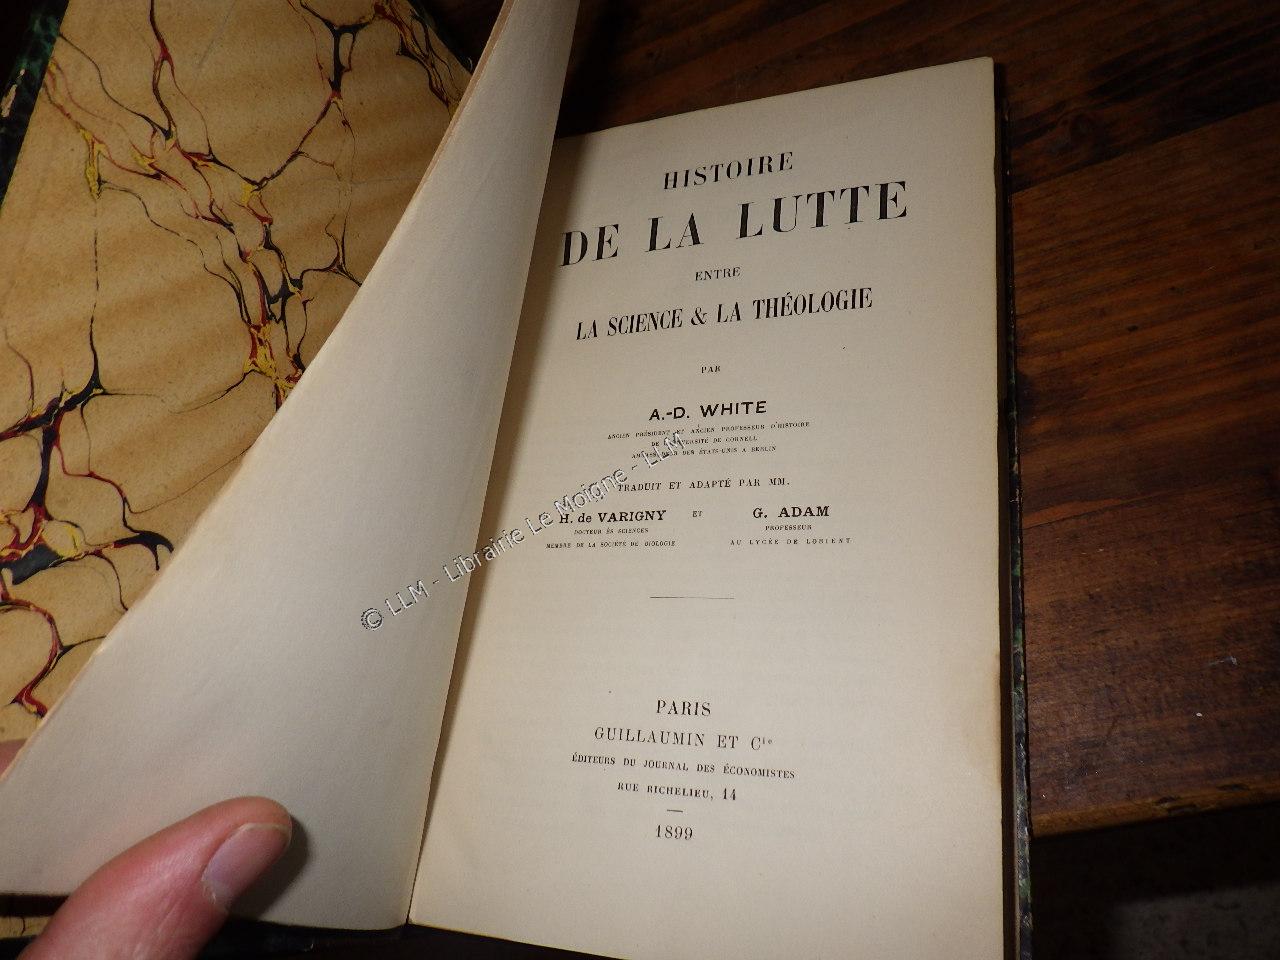 HISTOIRE
DE LA LUTTE
ENTRE
LA SCIENCE & LA THÉOLOGIE
PAR
A.-D. WHITE
ANCIEN PRÉSIDENT ET ANCIEN PROFESSEUR D'HISTOIRE
DE L'UNIVERSITÉ DE CORNELL
AMBASSADEUR DES ÉTATS-UNIS A BERLIN
TRADUIT ET ADAPTÉ PAR MM.
H. de VARIGNY ET G. ADAM
DOCTEUR ÈS SCIENCES PROFESSEUR
MEMBRE DE LA SOCIÉTÉ DE BIOLOGIE AU LYCÉE DE LORIENT
PARIS
GUILLAUMIN ET Cie
ÉDITEURS DU JOURNAL DES ÉCONOMISTES
RUE RICHELIEU, 14
1899
© LLM - Librairie Le Moigne - LLM